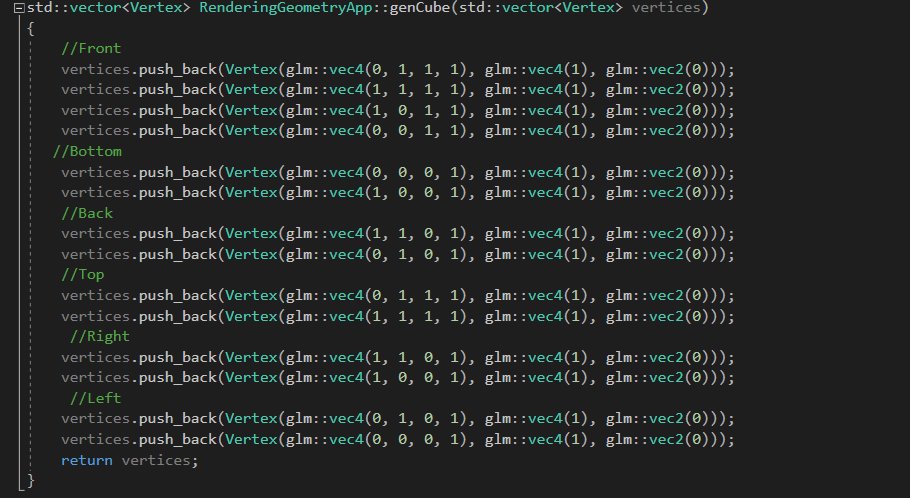 std::vector<Vertex> RenderingGeometryApp::genCube(std::vector<Vertex> vertices)
{
//Front
vertices.push_back(Vertex(glm::vec4(0, 1, 1, 1), glm::vec4(1), glm::vec2(0)));
vertices.push_back(Vertex(glm::vec4(1, 1, 1, 1), glm::vec4(1), glm::vec2(0)));
vertices.push_back(Vertex(glm::vec4(1, 0, 1, 1), glm::vec4(1), glm::vec2(0)));
vertices.push_back(Vertex(glm::vec4(0, 0, 1, 1), glm::vec4(1), glm::vec2(0)));
//Bottom
vertices.push_back(Vertex(glm::vec4(0, 0, 0, 1), glm::vec4(1), glm::vec2(0)));
vertices.push_back(Vertex(glm::vec4(1, 0, 0, 1), glm::vec4(1), glm::vec2(0)));
//Back
vertices.push_back(Vertex(glm::vec4(1, 1, 0, 1), glm::vec4(1), glm::vec2(0)));
vertices.push_back(Vertex(glm::vec4(0, 1, 0, 1), glm::vec4(1), glm::vec2(0)));
//Top
vertices.push_back(Vertex(glm::vec4(0, 1, 1, 1), glm::vec4(1), glm::vec2(0)));
vertices.push_back(Vertex(glm::vec4(1, 1, 1, 1), glm::vec4(1), glm::vec2(0)));
//Right
vertices.push_back(Vertex(glm::vec4(1, 1, 0, 1), glm::vec4(1), glm::vec2(0)));
vertices.push_back(Vertex(glm::vec4(1, 0, 0, 1), glm::vec4(1), glm::vec2(0)));
//Left
vertices.push_back(Vertex(glm::vec4(0, 1, 0, 1), glm::vec4(1), glm::vec2(0)));
vertices.push_back(Vertex(glm::vec4(0, 0, 0, 1), glm::vec4(1), glm::vec2(0)));
return vertices;
}